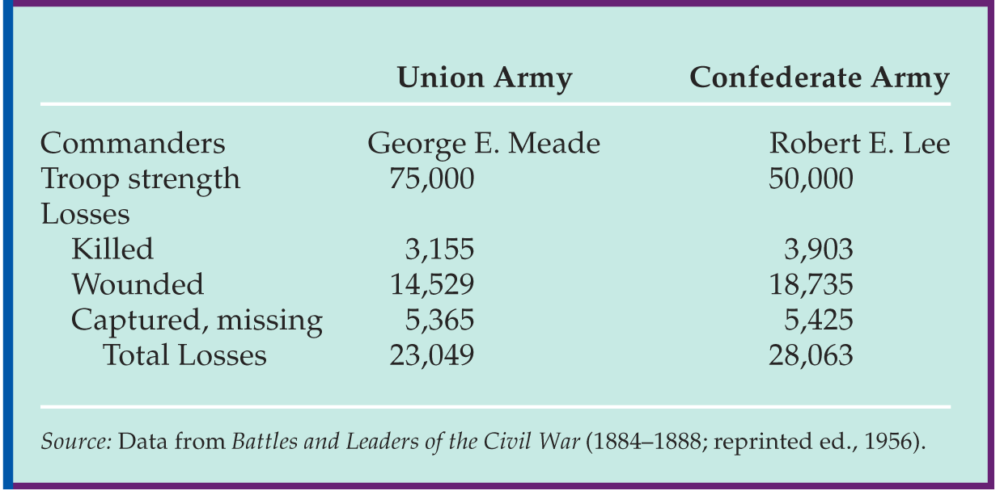 Union Army Confederate Army
Commanders George E. Meade Robert E. Lee
Troop strength 75,000 50,000
Losses
Killed 3,155 3,903
Wounded 14,529 18,735
Captured, missing 5,365 5,425
Total Losses 23,049 28,063
Source: Data from Battles and Leaders of the Civil War (1884–1888; reprinted ed., 1956).